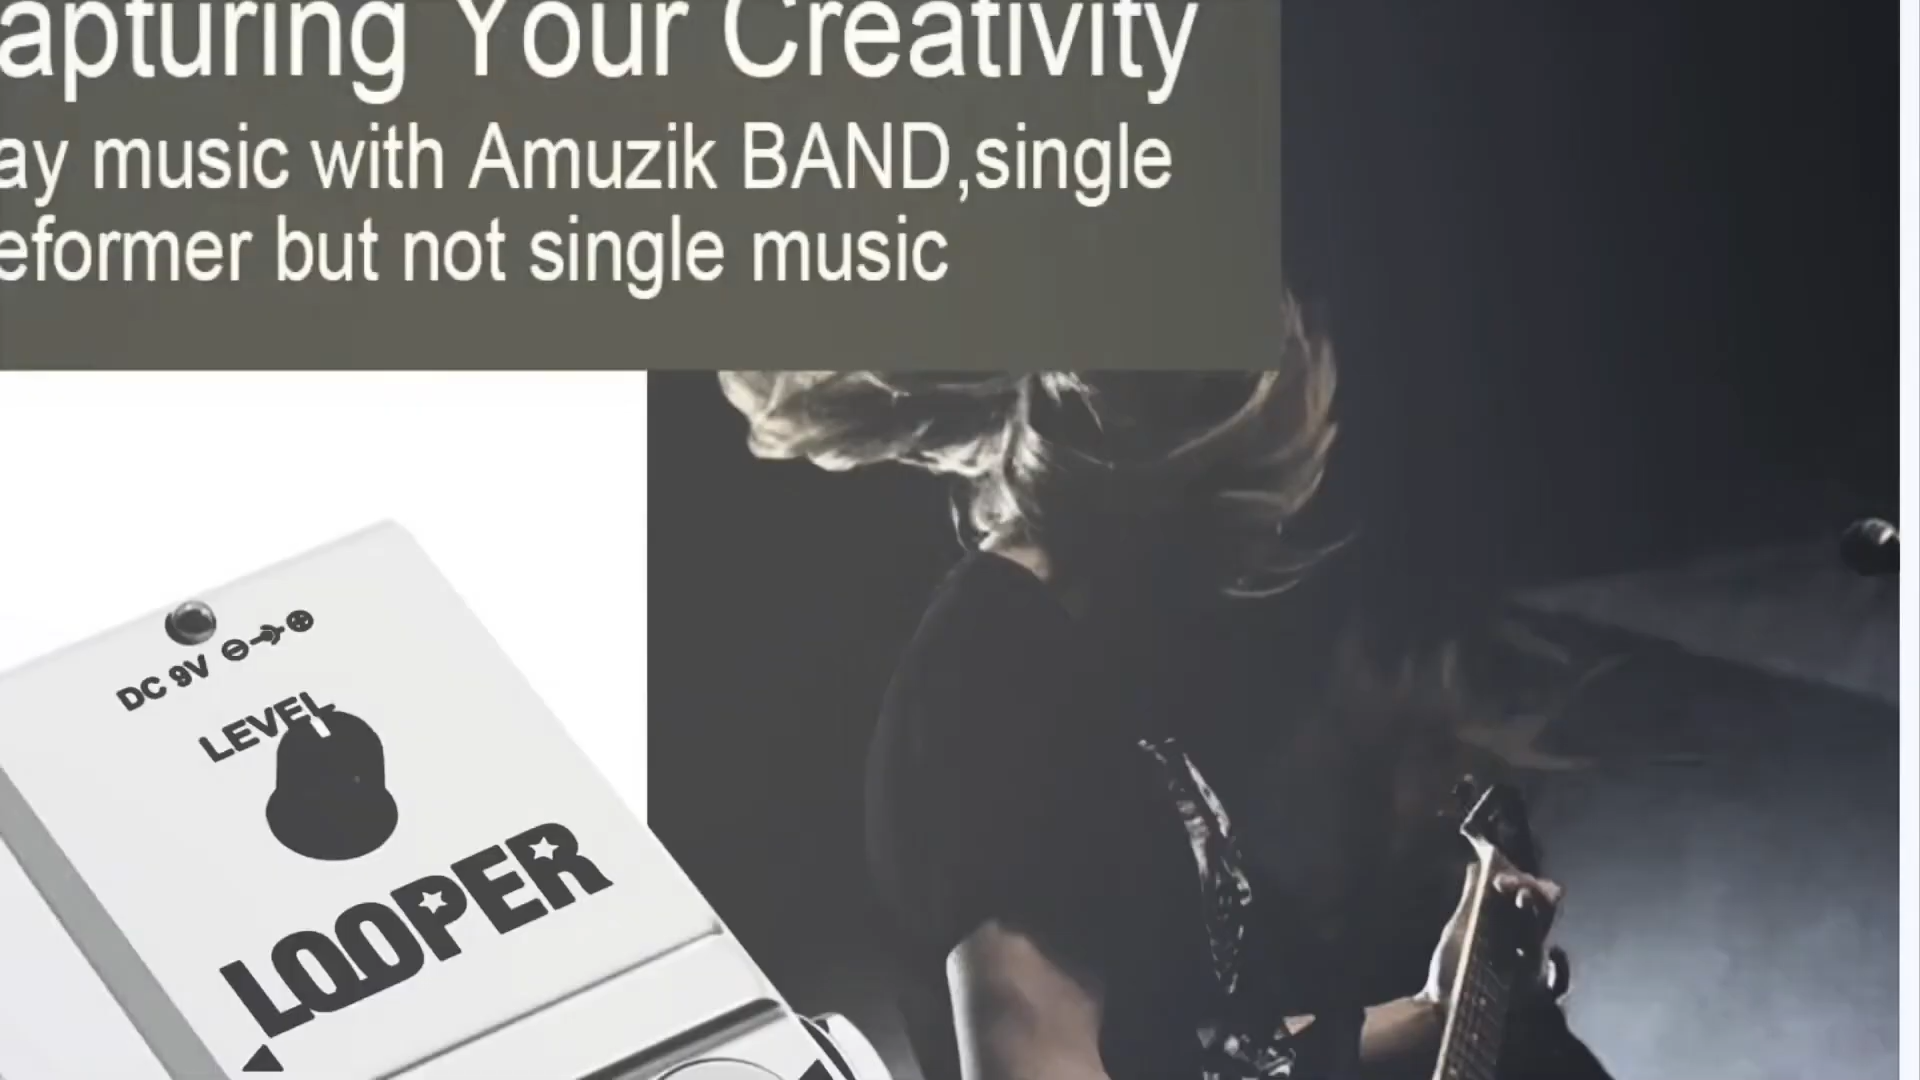 apturing Your Creativity
ay music with Amuzik BAND,single
eformer but not single music
DC 9V
LEVEL
LOOPER